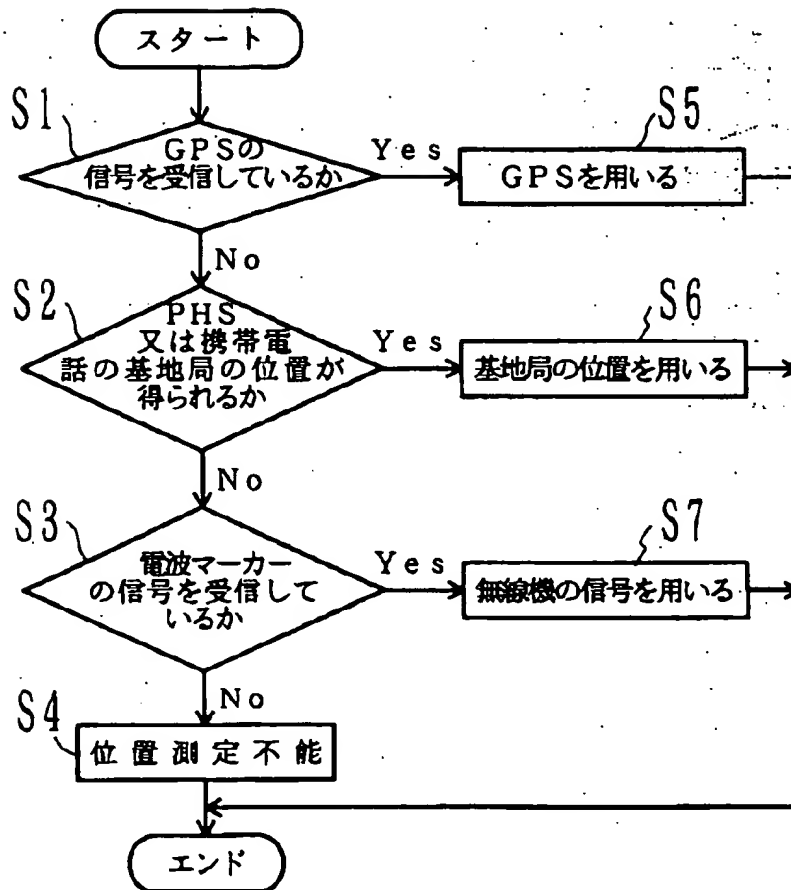 スタート
S1
GPSの
信号を受信しているか
Yes
S5
GPSを用いる
No
S2
PHS
又は携帯電
話の基地局の位置が
得られるか
Yes
S6
基地局の位置を用いる
No
S3
電波マーカー
の信号を受信して
いるか
Yes
S7
無線機の信号を用いる
No
S4
位置測定不能
エンド